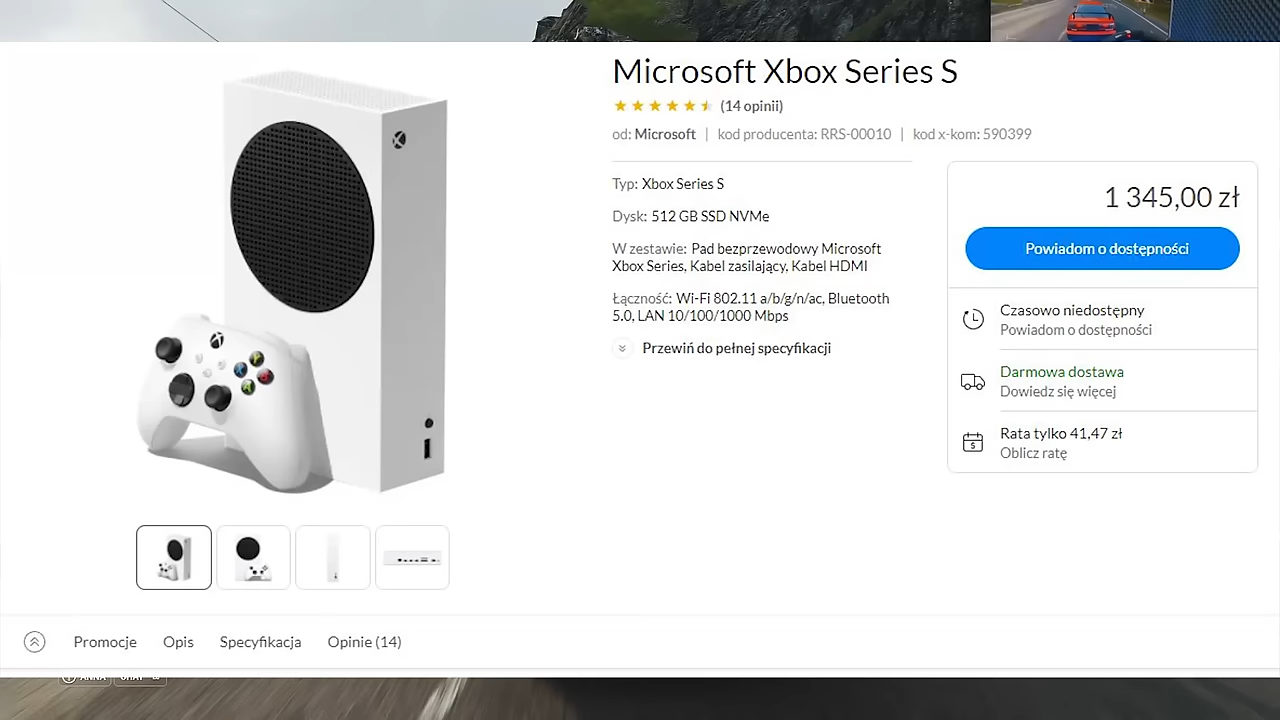 Microsoft Xbox Series S
(14 opinii)
od: Microsoft | kod producenta: RRS-00010 | kod x-kom: 590399
Typ: Xbox Series S
Dysk: 512 GB SSD NVMe
W zestawie: Pad bezprzewodowy Microsoft
Xbox Series, Kabel zasilający, Kabel HDMI
Łączność: Wi-Fi 802.11 a/b/g/n/ac, Bluetooth
5.0, LAN 10/100/1000 Mbps
Przewiń do pełnej specyfikacji
1 345,00 zł
Powiadom o dostępności
Czasowo niedostępny
Powiadom o dostępności
Darmowa dostawa
Dowiedz się więcej
Rata tylko 41,47 zł
Oblicz ratę
Promocje
Opis
Specyfikacja
Opinie (14)